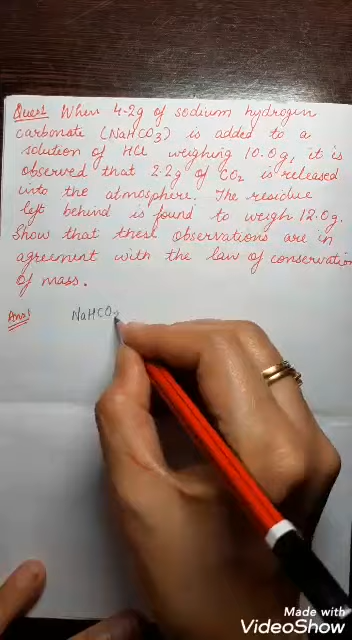 Ques! When 4.2g of sodium hydrogen
carbonate (NaHCO3) is added to a
solution of HCl weighing 10.0g, it is
observed that 2.2g of CO2 is released
into the atmosphere. The residue
left behind is found to weigh 12.0g.
Show that these observations are in
agreement with the law of conservation
of mass.
Ans! NaHCO3
Made with
VideoShow